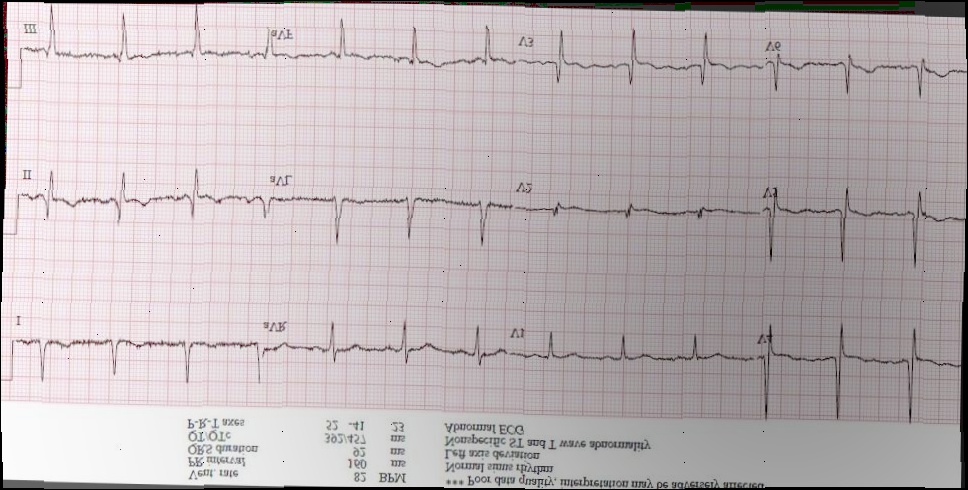 Vent. rate 82 BPM *** Poor data quality, interpretation may be adversely affected
PR interval 160 ms Normal sinus rhythm
QRS duration 92 ms Left axis deviation
QT/QTc 392/457 ms Nonspecific ST and T wave abnormality
P-R-T axes 52 -41 23 Abnormal ECG
I aVR V1 V4
II aVL V2 V5
III aVF V3 V6